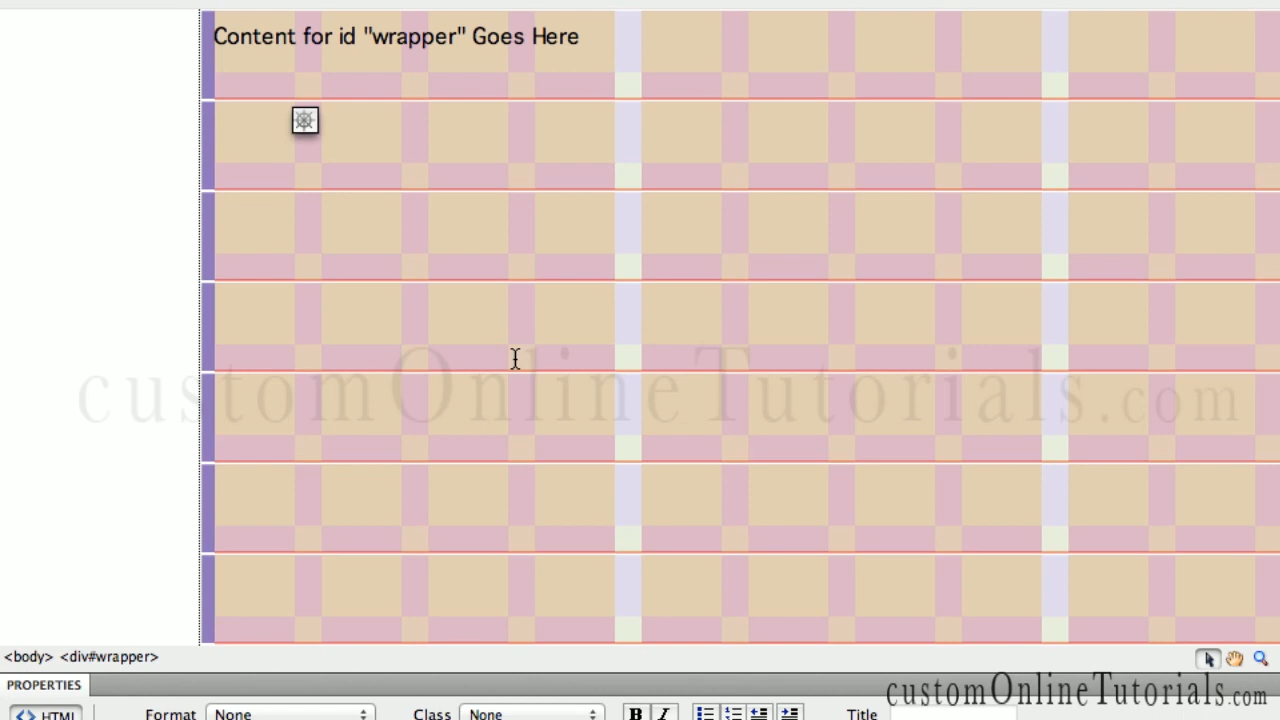 Content for id "wrapper" Goes Here
customOnlineTutorials.com
<body> <div#wrapper>
PROPERTIES
customOnlineTutorials.com
<> HTML Format None Class None B I Title